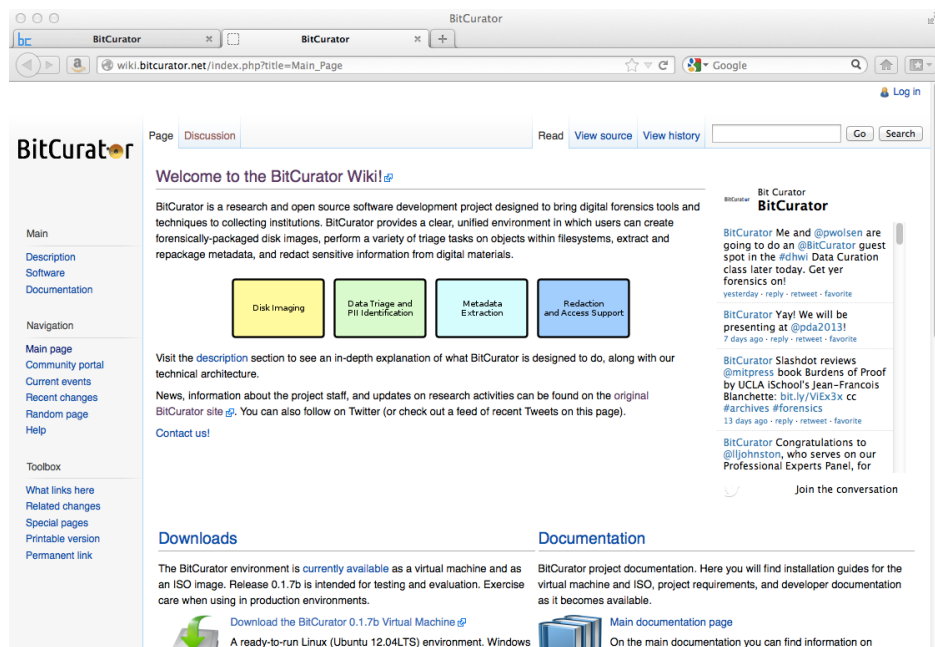 BitCurator
bc BitCurator
BitCurator
wiki.bitcurator.net/index.php?title=Main_Page
Google
Log in
BitCurator
Page Discussion
Read View source View history
Go Search
Main
Description
Software
Documentation
Navigation
Main page
Community portal
Current events
Recent changes
Random page
Help
Toolbox
What links here
Related changes
Special pages
Printable version
Permanent link
Welcome to the BitCurator Wiki!
BitCurator is a research and open source software development project designed to bring digital forensics tools and
techniques to collecting institutions. BitCurator provides a clear, unified environment in which users can create
forensically-packaged disk images, perform a variety of triage tasks on objects within filesystems, extract and
repackage metadata, and redact sensitive information from digital materials.
Disk Imaging
Data Triage and
PII Identification
Metadata
Extraction
Redaction
and Access Support
Visit the description section to see an in-depth explanation of what BitCurator is designed to do, along with our
technical architecture.
News, information about the project staff, and updates on research activities can be found on the original
BitCurator site. You can also follow on Twitter (or check out a feed of recent Tweets on this page).
Contact us!
BitCurator
Bit Curator
BitCurator
BitCurator Me and @pwolsen are
going to do an @BitCurator guest
spot in the #dhwi Data Curation
class later today. Get yer
forensics on!
yesterday · reply · retweet · favorite
BitCurator Yay! We will be
presenting at @pda2013!
7 days ago · reply · retweet · favorite
BitCurator Slashdot reviews
@mitpress book Burdens of Proof
by UCLA iSchool's Jean-Francois
Blanchette: bit.ly/ViEx3x cc
#archives #forensics
13 days ago · reply · retweet · favorite
BitCurator Congratulations to
@lljohnston, who serves on our
Professional Experts Panel, for
Join the conversation
Downloads
The BitCurator environment is currently available as a virtual machine and as
an ISO image. Release 0.1.7b is intended for testing and evaluation. Exercise
care when using in production environments.
Download the BitCurator 0.1.7b Virtual Machine
A ready-to-run Linux (Ubuntu 12.04LTS) environment. Windows
Documentation
BitCurator project documentation. Here you will find installation guides for the
virtual machine and ISO, project requirements, and developer documentation
as it becomes available.
Main documentation page
On the main documentation you can find information on